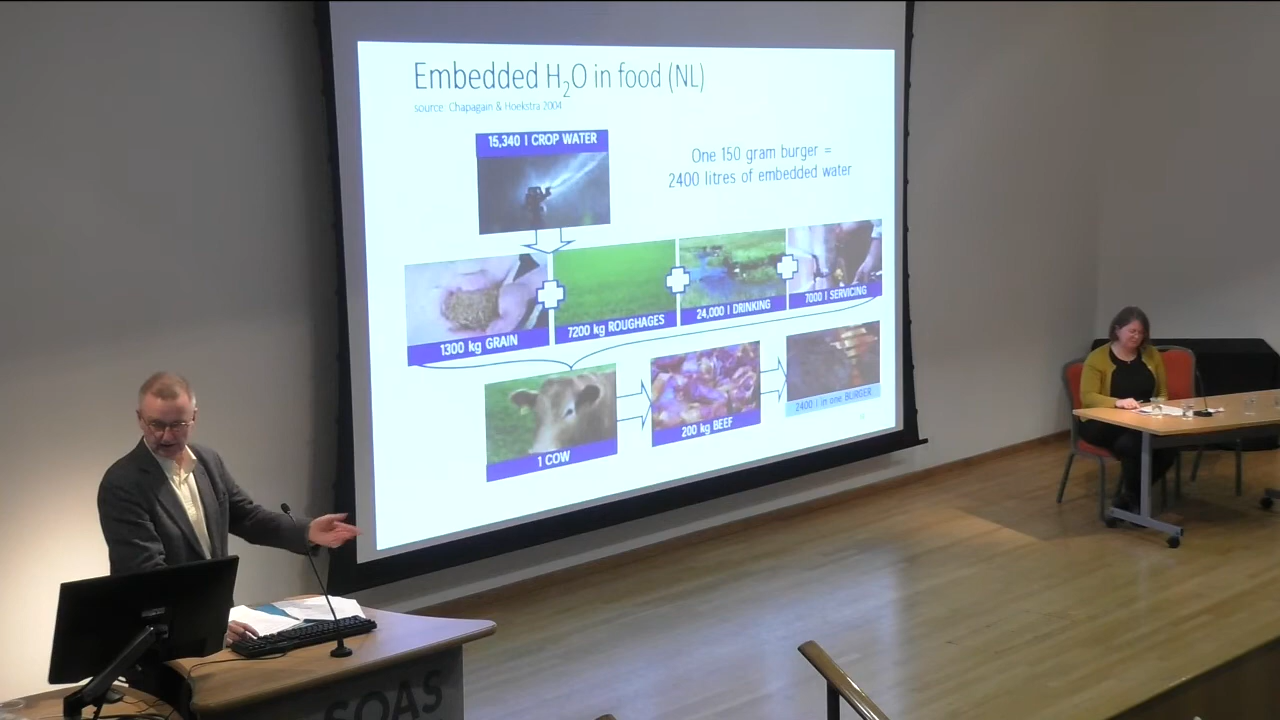 Embedded H₂O in food (NL)
source: Chapagain & Hoekstra 2004
15,340 l CROP WATER
One 150 gram burger =
2400 litres of embedded water
1300 kg GRAIN
7200 kg ROUGHAGES
24,000 l DRINKING
7000 l SERVICING
1 COW
200 kg BEEF
2400 l in one BURGER
SOAS